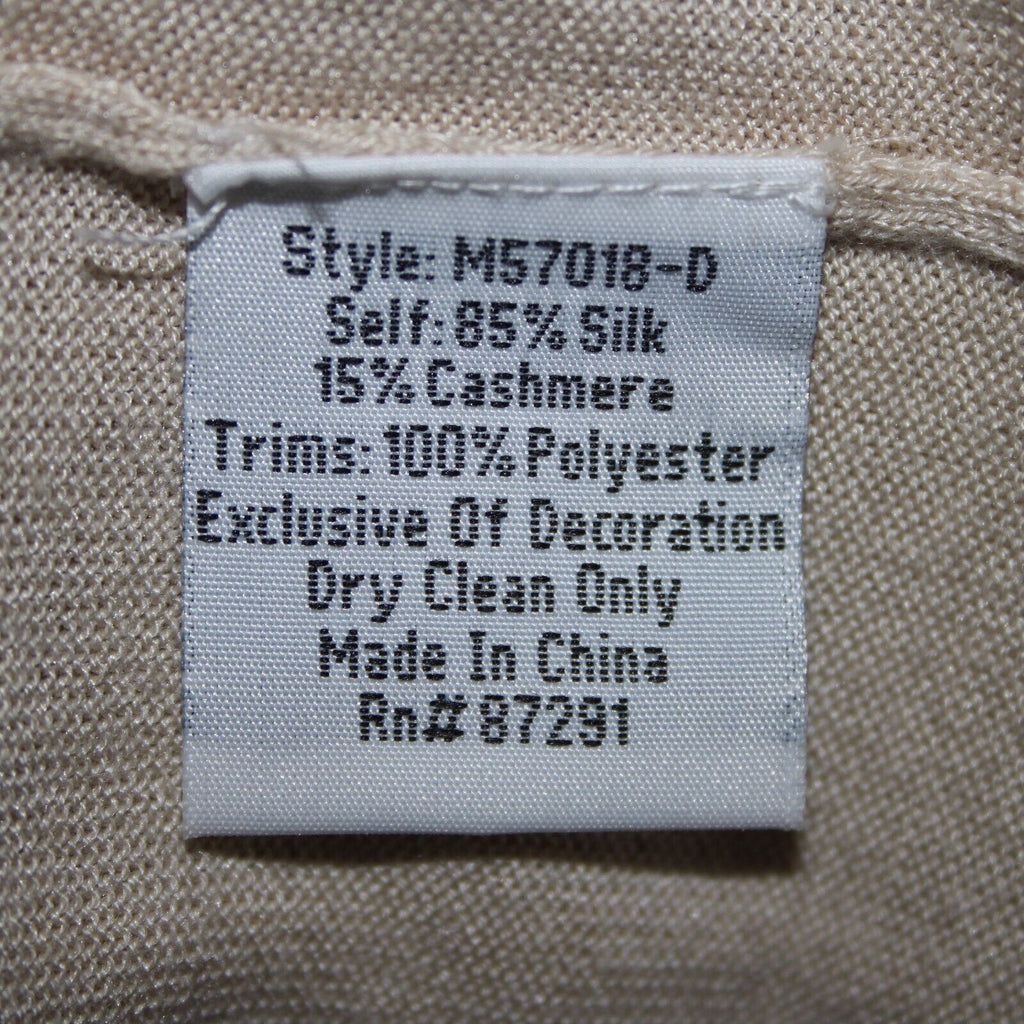 Style: M57018-D
Self: 85% Silk
15% Cashmere
Trims: 100% Polyester
Exclusive Of Decoration
Dry Clean Only
Made In China
Rn# 87291